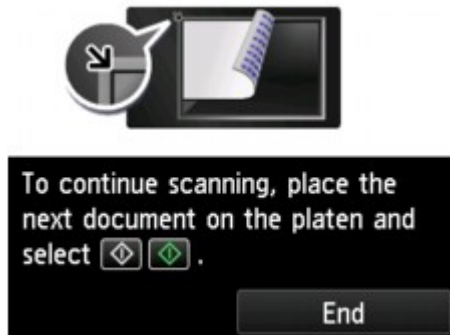 To continue scanning, place the
next document on the platen and
select .
End